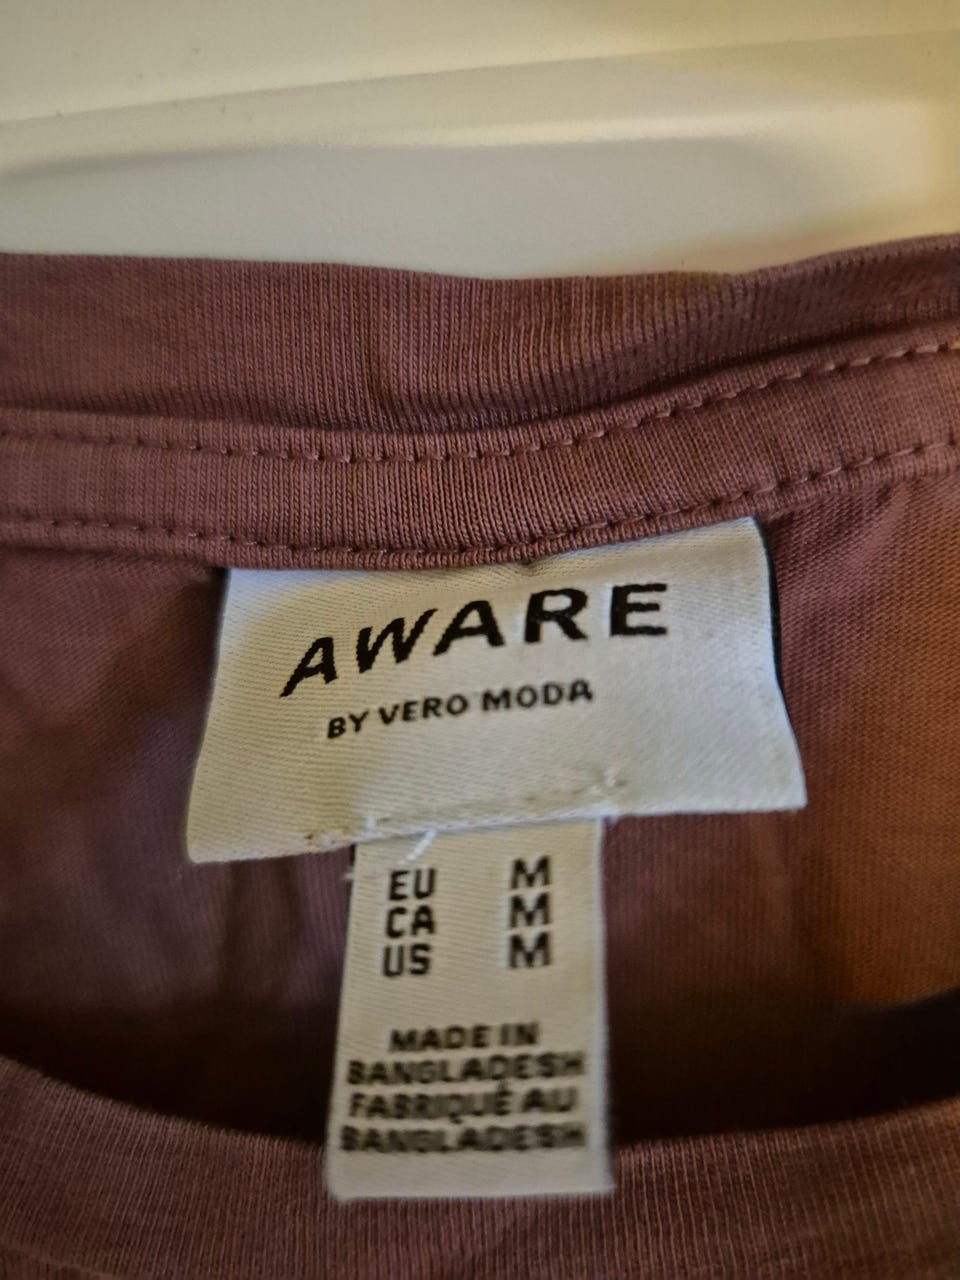 AWARE
BY VERO MODA
EU M
CA M
US M
MADE IN
BANGLADESH
FABRIQUÉ AU
BANGLADESH